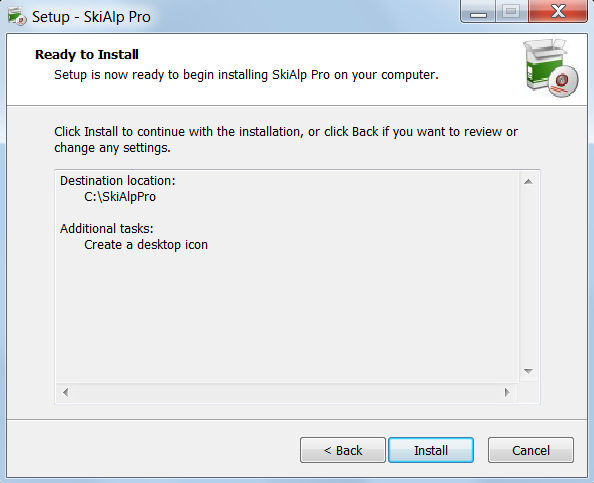 Setup - SkiAlp Pro
Ready to Install
Setup is now ready to begin installing SkiAlp Pro on your computer.
Click Install to continue with the installation, or click Back if you want to review or
change any settings.
Destination location:
C:\SkiAlpPro
Additional tasks:
Create a desktop icon
< Back
Install
Cancel